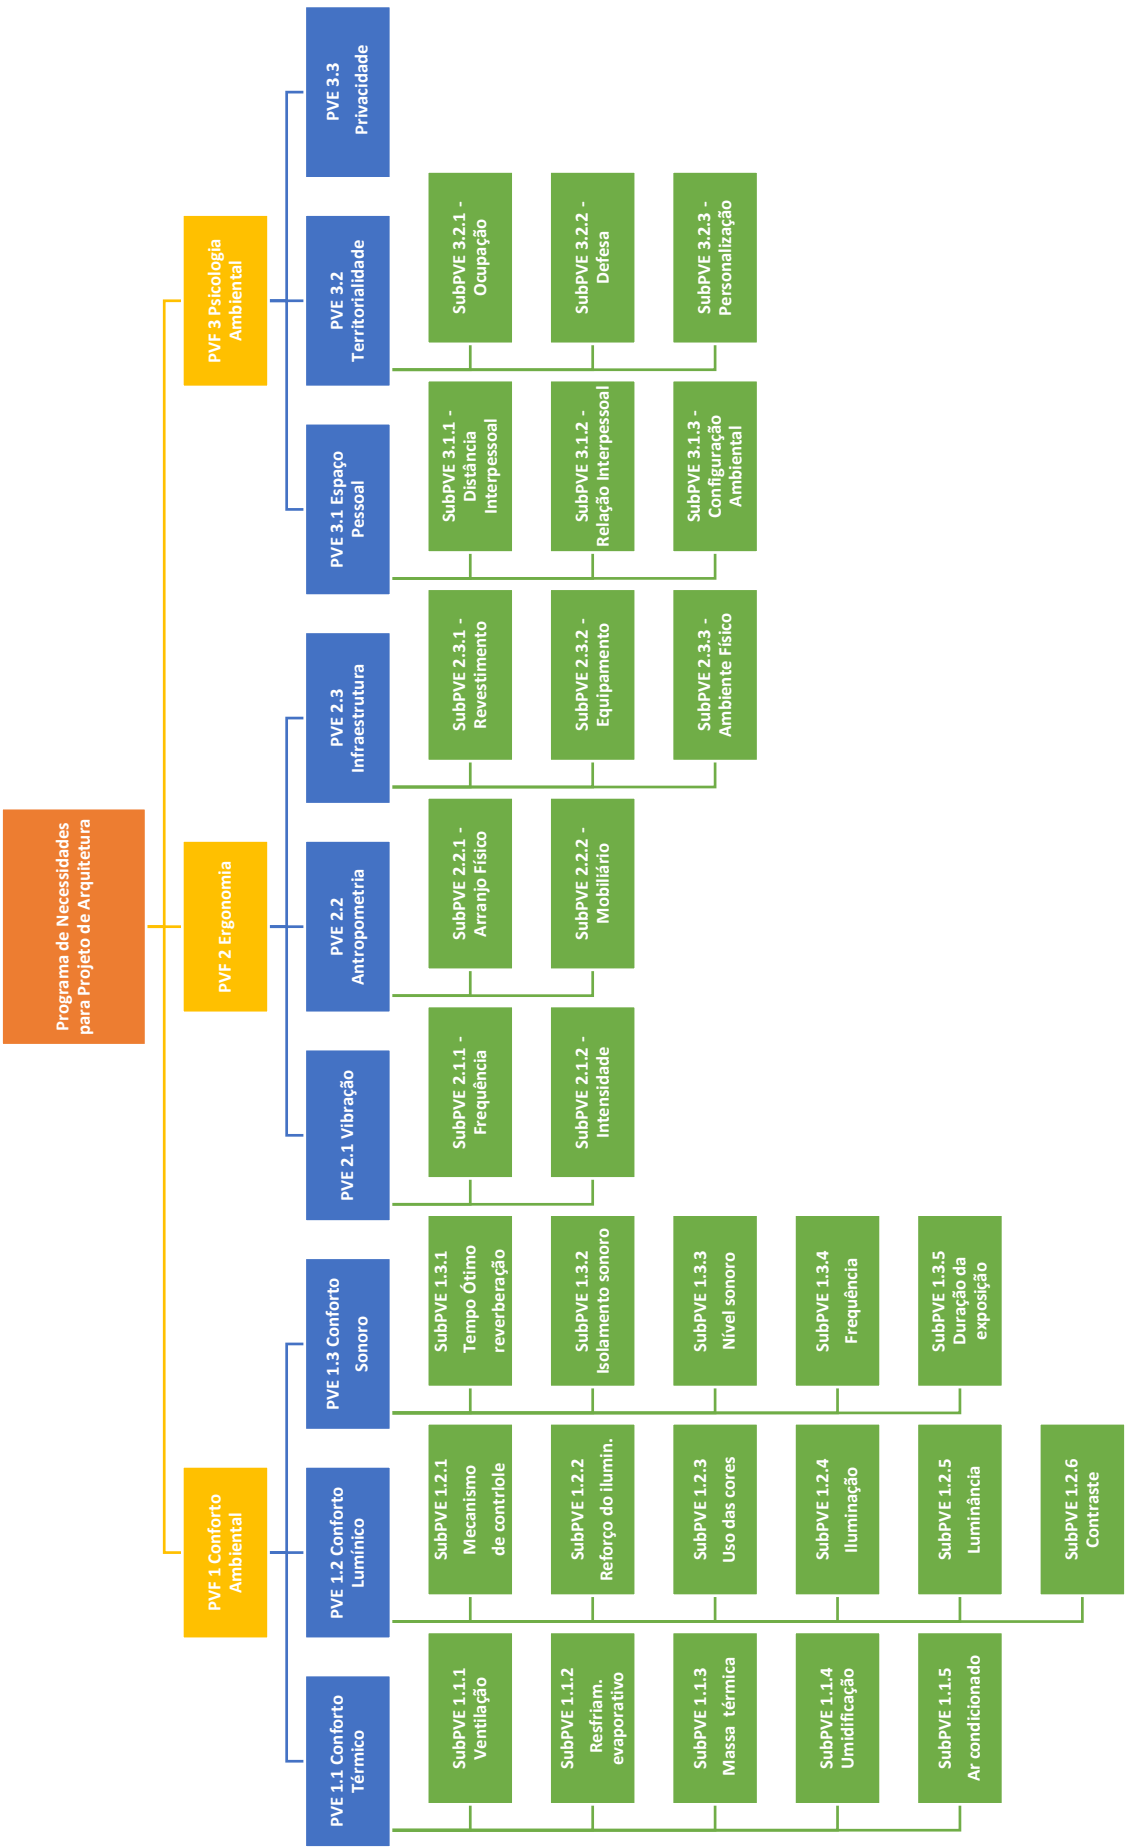 Programa de Necessidades
para Projeto de Arquitetura
PVF 1 Conforto
Ambiental
PVE 1.1 Conforto
Térmico
SubPVE 1.1.1
Ventilação
SubPVE 1.1.2
Resfriam.
evaporativo
SubPVE 1.1.3
Massa térmica
SubPVE 1.1.4
Umidificação
SubPVE 1.1.5
Ar condicionado
PVE 1.2 Conforto
Lumínico
SubPVE 1.2.1
Mecanismo
de contrlole
SubPVE 1.2.2
Reforço do ilumin.
SubPVE 1.2.3
Uso das cores
SubPVE 1.2.4
Iluminação
SubPVE 1.2.5
Luminância
SubPVE 1.2.6
Contraste
PVE 1.3 Conforto
Sonoro
SubPVE 1.3.1
Tempo Ótimo
reverberação
SubPVE 1.3.2
Isolamento sonoro
SubPVE 1.3.3
Nível sonoro
SubPVE 1.3.4
Frequência
SubPVE 1.3.5
Duração da
exposição
PVF 2 Ergonomia
PVE 2.1 Vibração
SubPVE 2.1.1 -
Frequência
SubPVE 2.1.2 -
Intensidade
PVE 2.2
Antropometria
SubPVE 2.2.1 -
Arranjo Físico
SubPVE 2.2.2 -
Mobiliário
PVE 2.3
Infraestrutura
SubPVE 2.3.1 -
Revestimento
SubPVE 2.3.2 -
Equipamento
SubPVE 2.3.3 -
Ambiente Físico
PVF 3 Psicologia
Ambiental
PVE 3.1 Espaço
Pessoal
SubPVE 3.1.1 -
Distância
Interpessoal
SubPVE 3.1.2 -
Relação Interpessoal
SubPVE 3.1.3 -
Configuração
Ambiental
PVE 3.2
Territorialidade
SubPVE 3.2.1 -
Ocupação
SubPVE 3.2.2 -
Defesa
SubPVE 3.2.3 -
Personalização
PVE 3.3
Privacidade